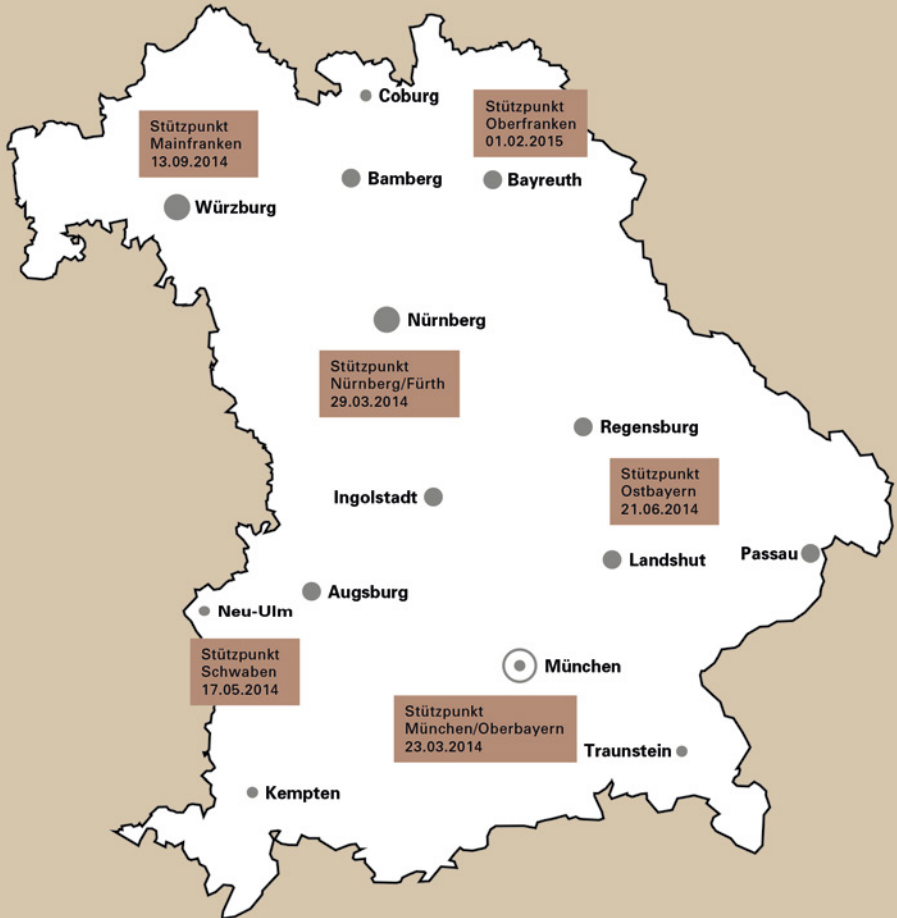 Coburg
Stützpunkt
Oberfranken
01.02.2015
Stützpunkt
Mainfranken
13.09.2014
Bamberg
Bayreuth
Würzburg
Nürnberg
Stützpunkt
Nürnberg/Fürth
29.03.2014
Regensburg
Stützpunkt
Ostbayern
21.06.2014
Ingolstadt
Landshut
Passau
Augsburg
Neu-Ulm
Stützpunkt
Schwaben
17.05.2014
München
Stützpunkt
München/Oberbayern
23.03.2014
Traunstein
Kempten